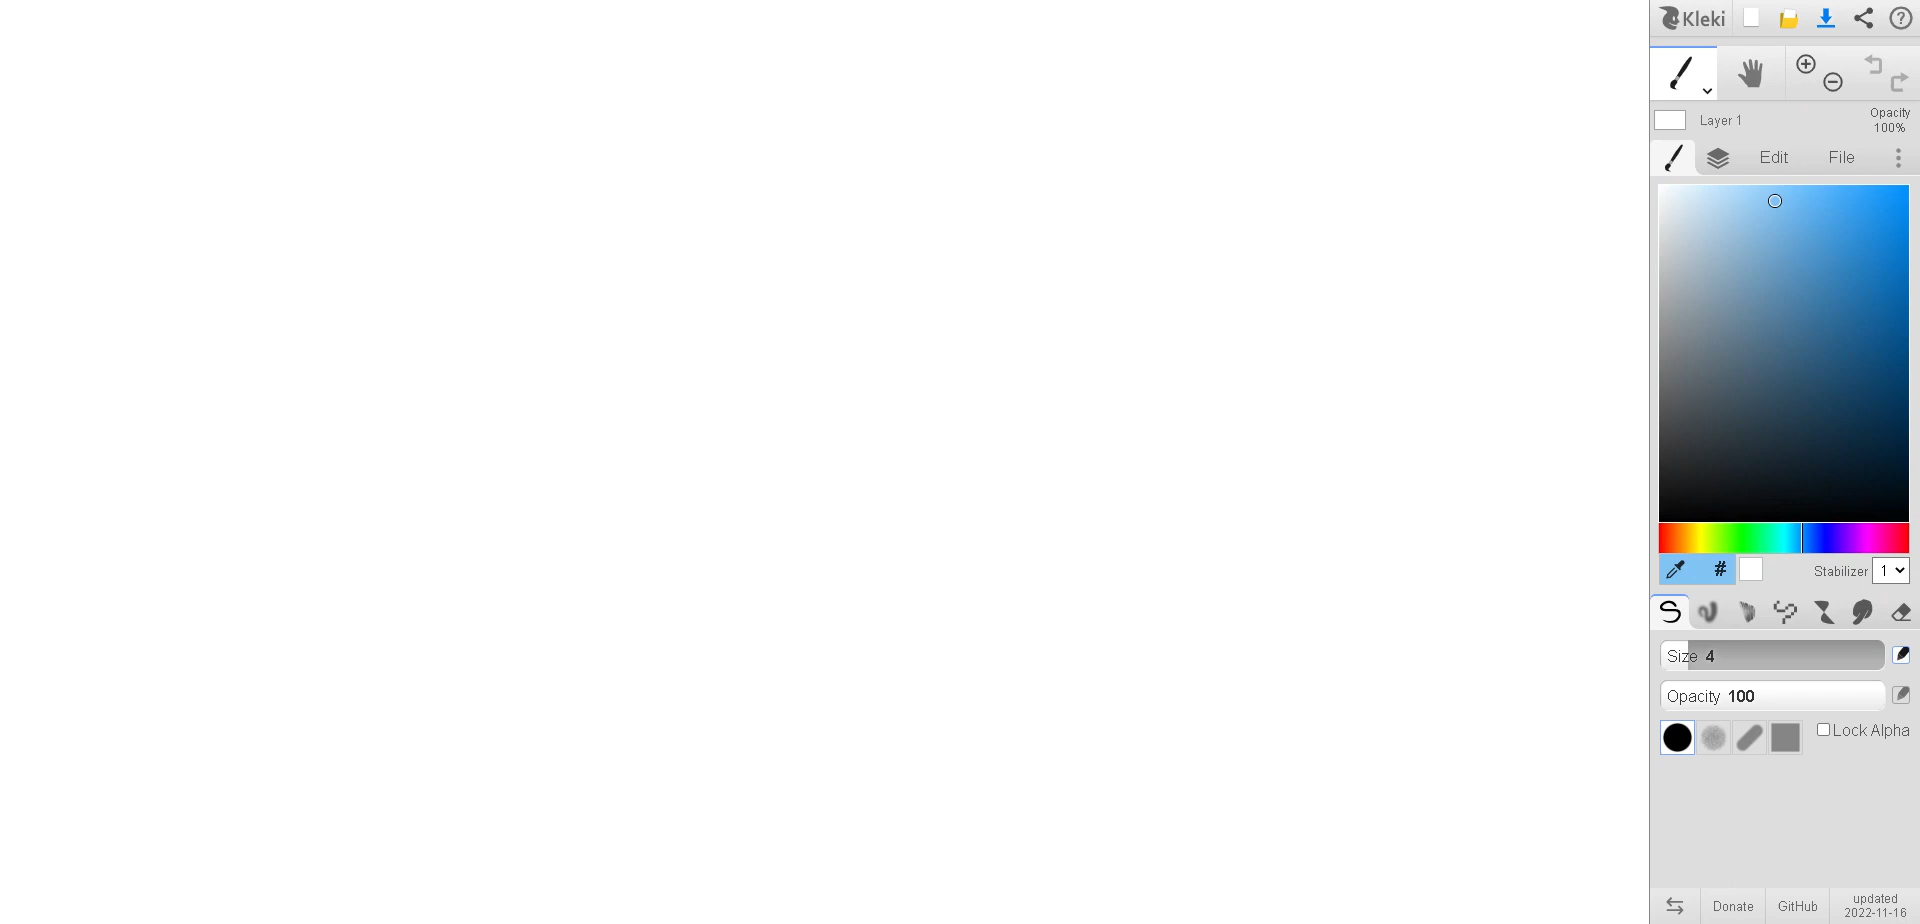 Kleki
Layer 1
Opacity
100%
Edit
File
#
Stabilizer
1
Size 4
Opacity 100
Lock Alpha
Donate
GitHub
updated
2022-11-16